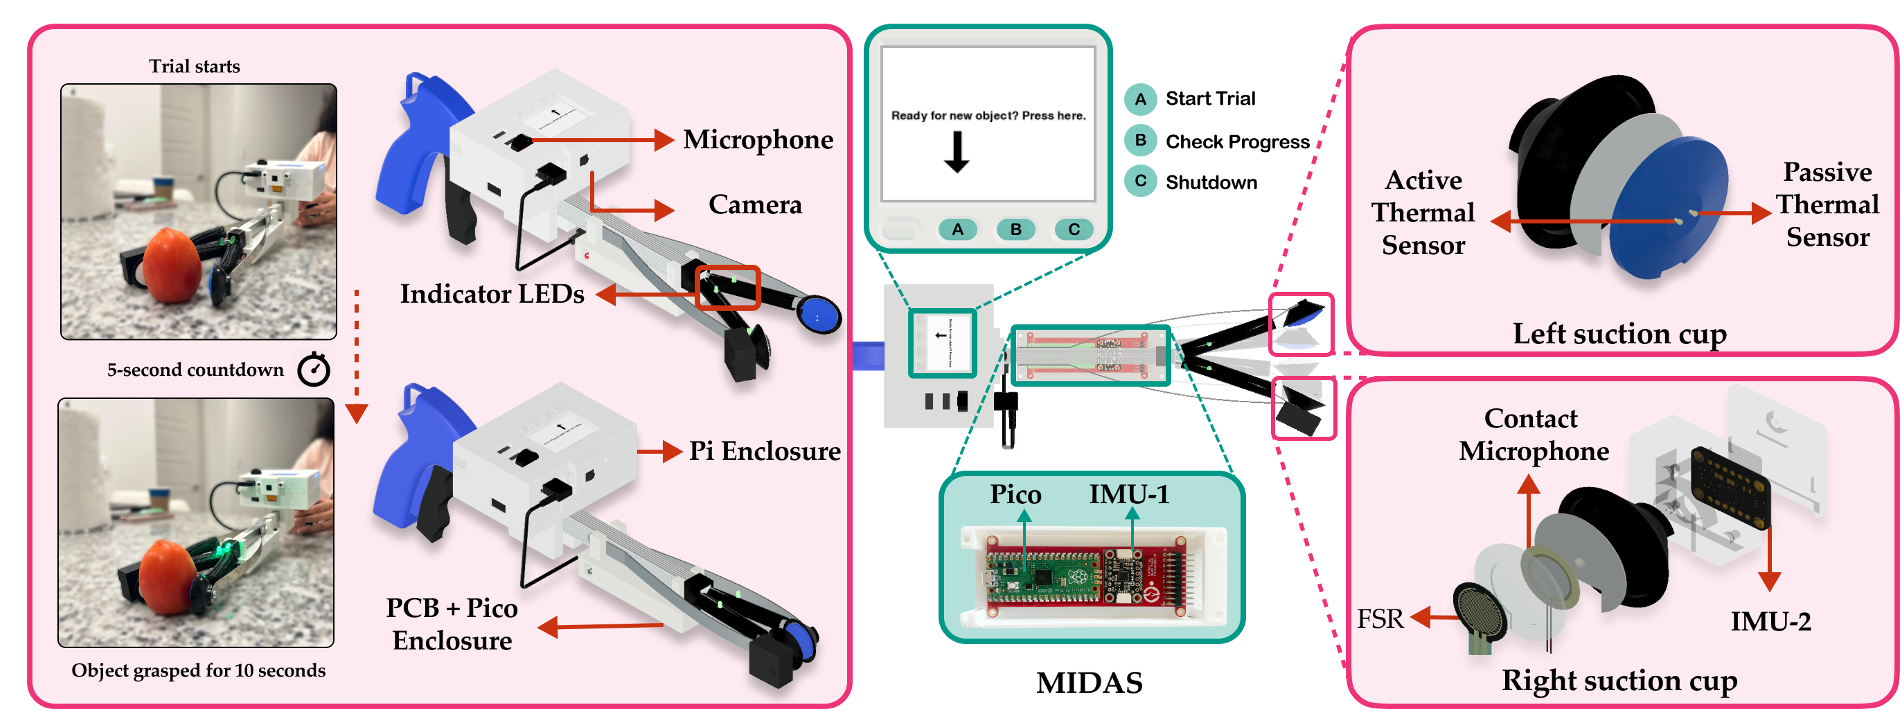 Trial starts
5-second countdown
Object grasped for 10 seconds
Microphone
Camera
Indicator LEDs
Pi Enclosure
PCB + Pico
Enclosure
Ready for new object? Press here.
A
B
C
A Start Trial
B Check Progress
C Shutdown
Pico
IMU-1
MIDAS
Active
Thermal
Sensor
Passive
Thermal
Sensor
Left suction cup
Contact
Microphone
FSR
IMU-2
Right suction cup